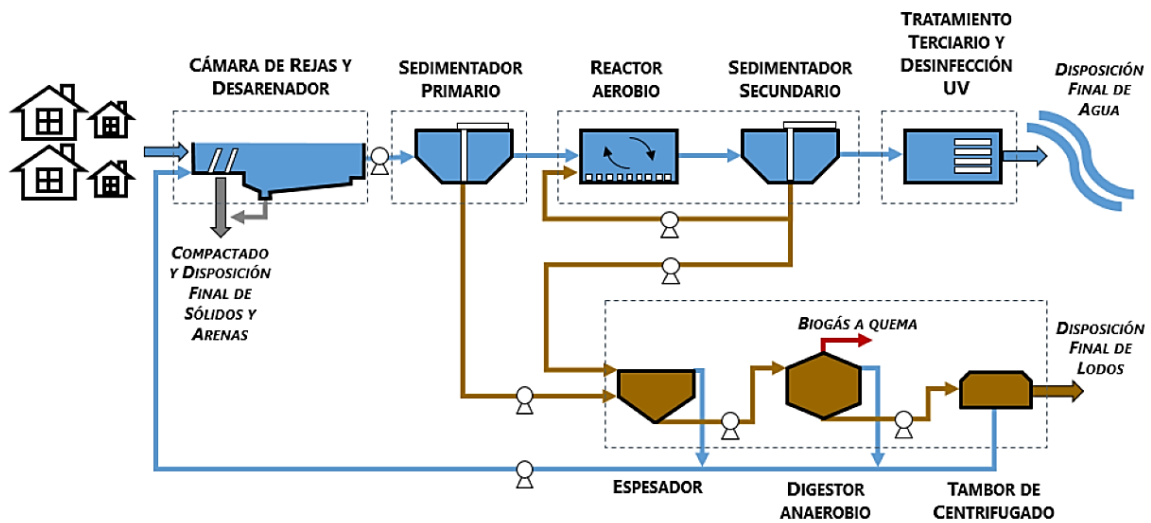 CÁMARA DE REJAS Y
DESARENADOR
SEDIMENTADOR
PRIMARIO
REACTOR
AEROBIO
SEDIMENTADOR
SECUNDARIO
TRATAMIENTO
TERCIARIO Y
DESINFECCIÓN
UV
DISPOSICIÓN
FINAL DE
AGUA
COMPACTADO
Y DISPOSICIÓN
FINAL DE
SÓLIDOS Y
ARENAS
BIOGÁS A QUEMA
DISPOSICIÓN
FINAL DE
LODOS
ESPESADOR
DIGESTOR
ANAEROBIO
TAMBOR DE
CENTRIFUGADO